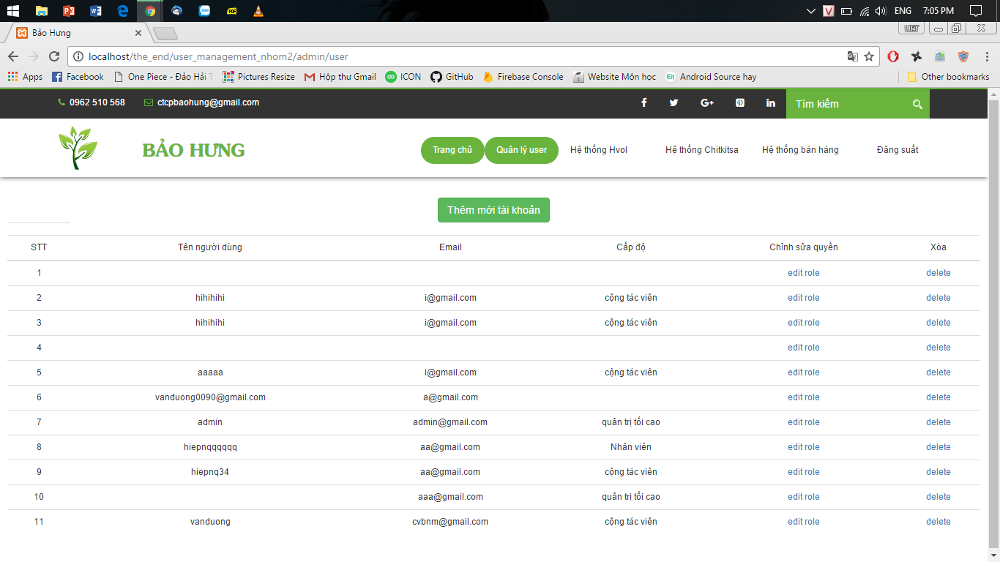 ENG 7:05 PM
Bảo Hưng
UET
localhost/the_end/user_management_nhom2/admin/user
Apps Facebook One Piece - Đảo Hải T Pictures Resize Hộp thư Gmail ICON GitHub Firebase Console Website Môn học Eit Android Source hay Other bookmarks
0962 510 568 ctcpbaohung@gmail.com Tìm kiếm
BẢO HƯNG Trang chủ Quản lý user Hệ thống Hvol Hệ thống Chitkitsa Hệ thống bán hàng Đăng suất
Thêm mới tài khoản
STT Tên người dùng Email Cấp độ Chỉnh sửa quyền Xóa
1 edit role delete
2 hihihihi i@gmail.com cộng tác viên edit role delete
3 hihihihi i@gmail.com cộng tác viên edit role delete
4 edit role delete
5 aaaaa i@gmail.com cộng tác viên edit role delete
6 vanduong0090@gmail.com a@gmail.com edit role delete
7 admin admin@gmail.com quản trị tối cao edit role delete
8 hiepnqqqqqq aa@gmail.com Nhân viên edit role delete
9 hiepnq34 aa@gmail.com cộng tác viên edit role delete
10 aaa@gmail.com quản trị tối cao edit role delete
11 vanduong cvbnm@gmail.com cộng tác viên edit role delete